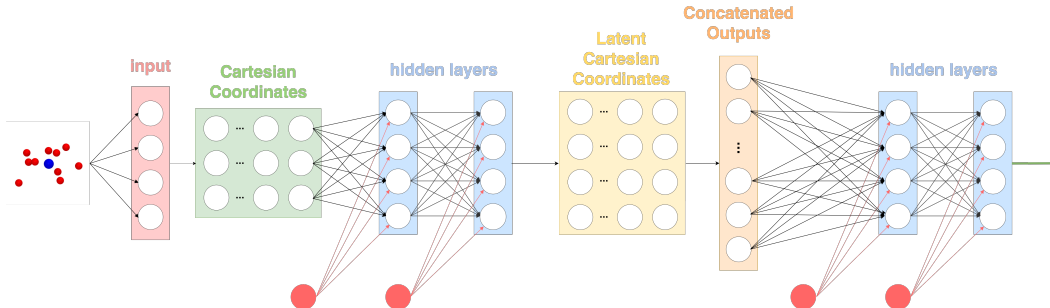 input
Cartesian
Coordinates
...
...
...
hidden layers
Latent
Cartesian
Coordinates
...
...
...
...
Concatenated
Outputs
...
hidden layers